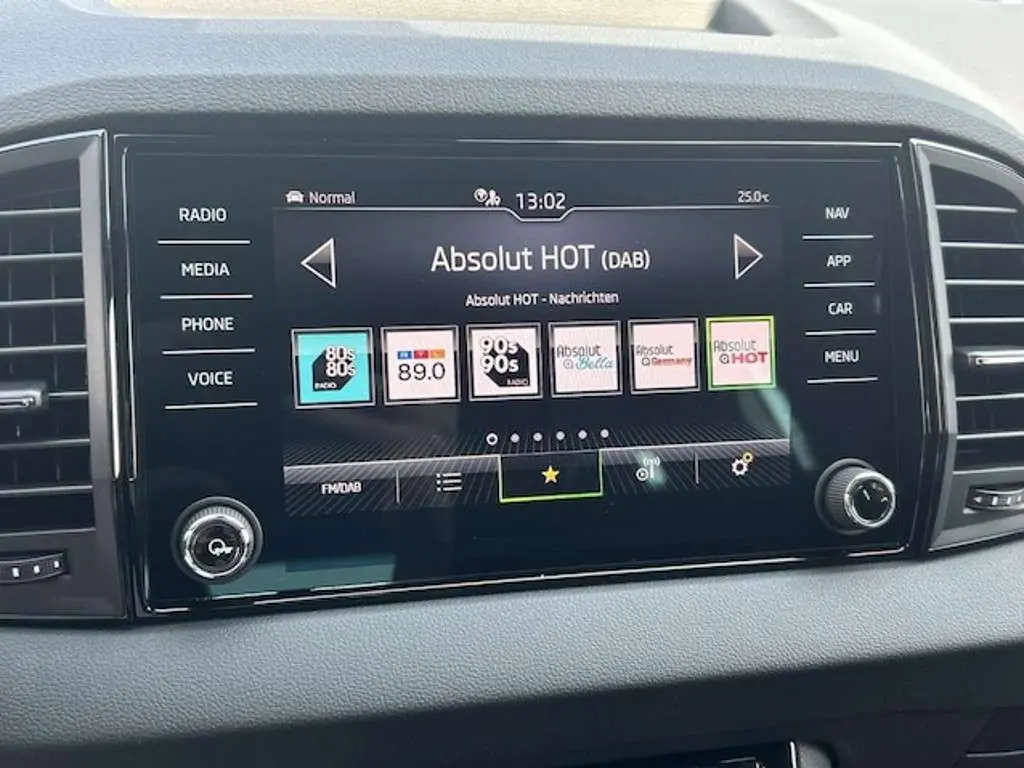 Normal
13:02
25.0°C
RADIO
MEDIA
PHONE
VOICE
NAV
APP
CAR
MENU
Absolut HOT (DAB)
Absolut HOT - Nachrichten
80s
80s
RADIO
RTL
89.0
90s
90s
RADIO
Absolut
Bella
Absolut
Germany
Absolut
HOT
FM/DAB